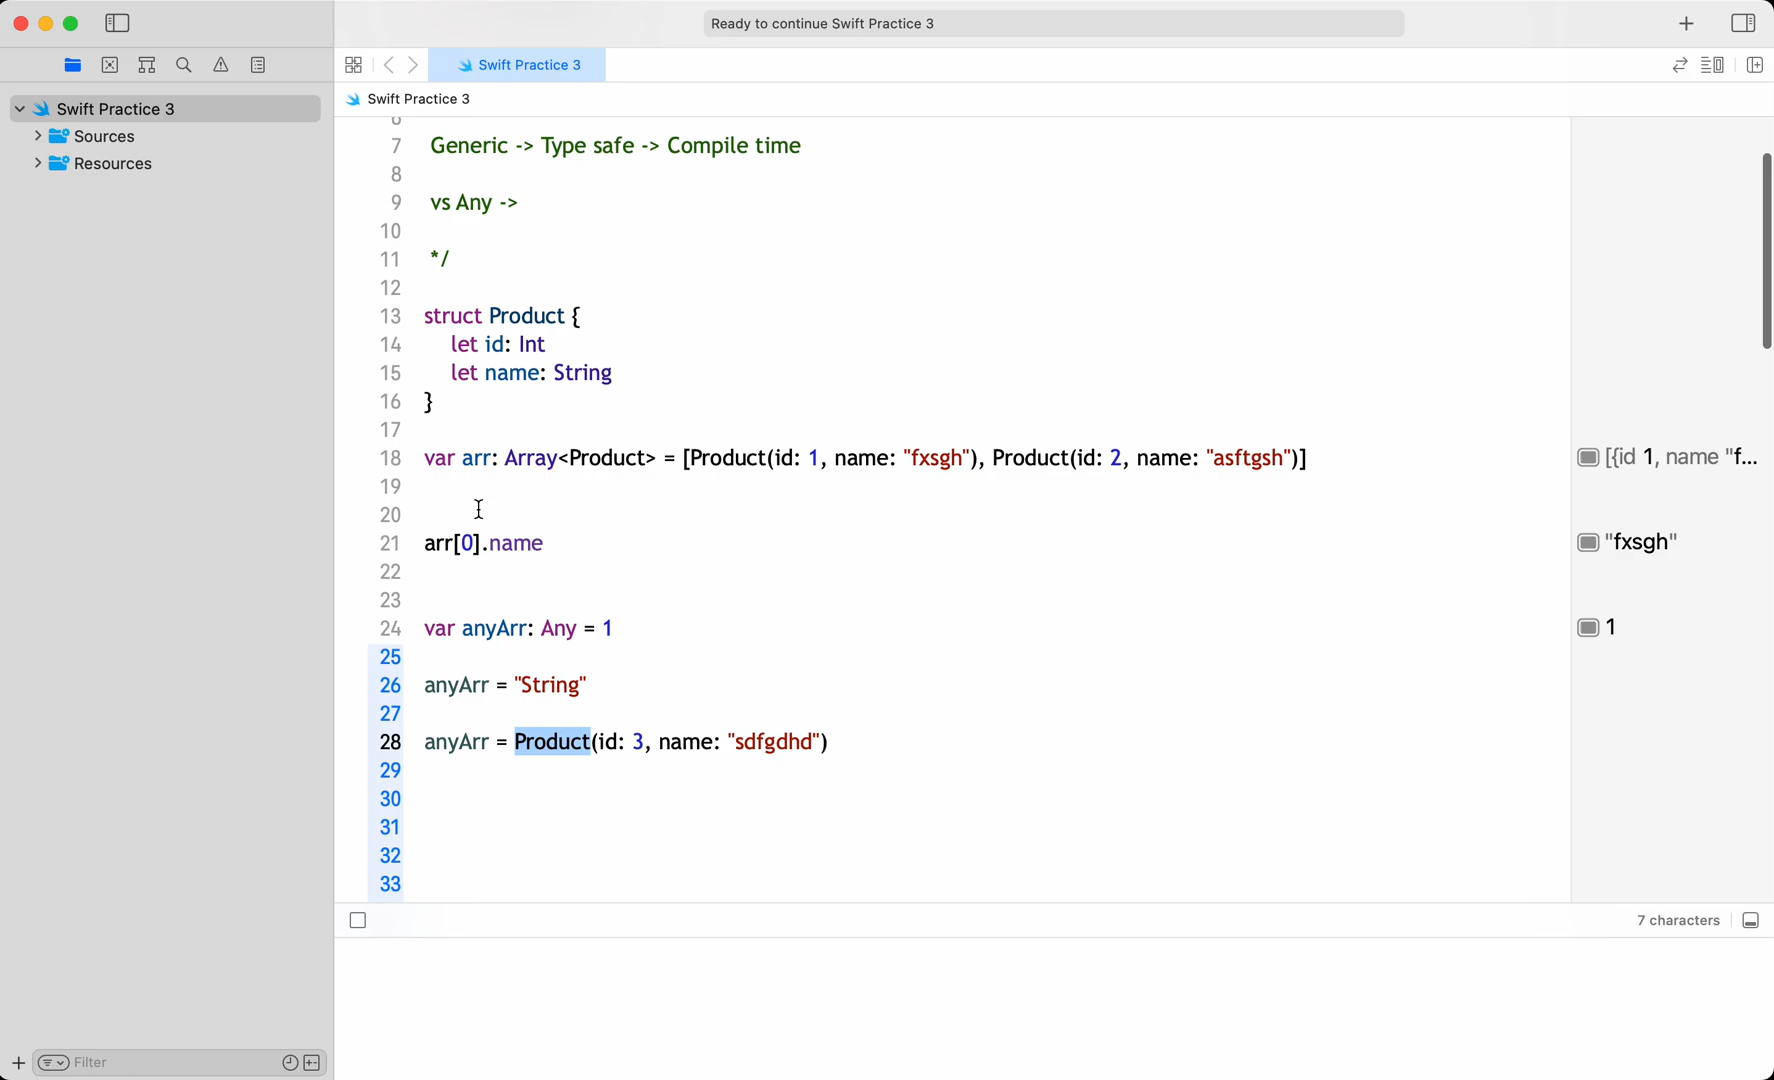 Ready to continue Swift Practice 3
Swift Practice 3
Swift Practice 3
Swift Practice 3
Sources
Resources
6
7 Generic -> Type safe -> Compile time
8
9 vs Any ->
10
11 */
12
13 struct Product {
14 let id: Int
15 let name: String
16 }
17
18 var arr: Array<Product> = [Product(id: 1, name: "fxsgh"), Product(id: 2, name: "asftgsh")]
[{id 1, name "f...
19
20
21 arr[0].name
"fxsgh"
22
23
24 var anyArr: Any = 1
1
25
26 anyArr = "String"
27
28 anyArr = Product(id: 3, name: "sdfgdhd")
29
30
31
32
33
7 characters
Filter